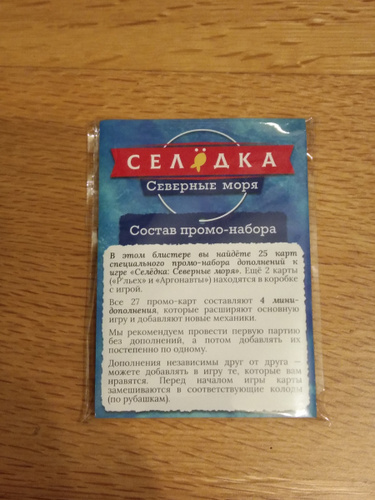 СЕЛЁДКА
СЕВЕРНЫЕ МОРЯ
Состав промо-набора
В этом блистере вы найдёте 25 карт
специального промо-набора дополнений к
игре «Селёдка: Северные моря». Ещё 2 карты
(«Р'льех» и «Аргонавты») находятся в коробке
с игрой.
Все 27 промо-карт составляют 4 мини-
дополнения, которые расширяют основную
игру и добавляют новые механики.
Мы рекомендуем провести первую партию
без дополнений, а потом добавлять их
постепенно по одному.
Дополнения независимы друг от друга —
можете добавлять в игру те, которые вам
нравятся. Перед началом игры карты
замешиваются в соответствующие колоды
(по рубашкам).